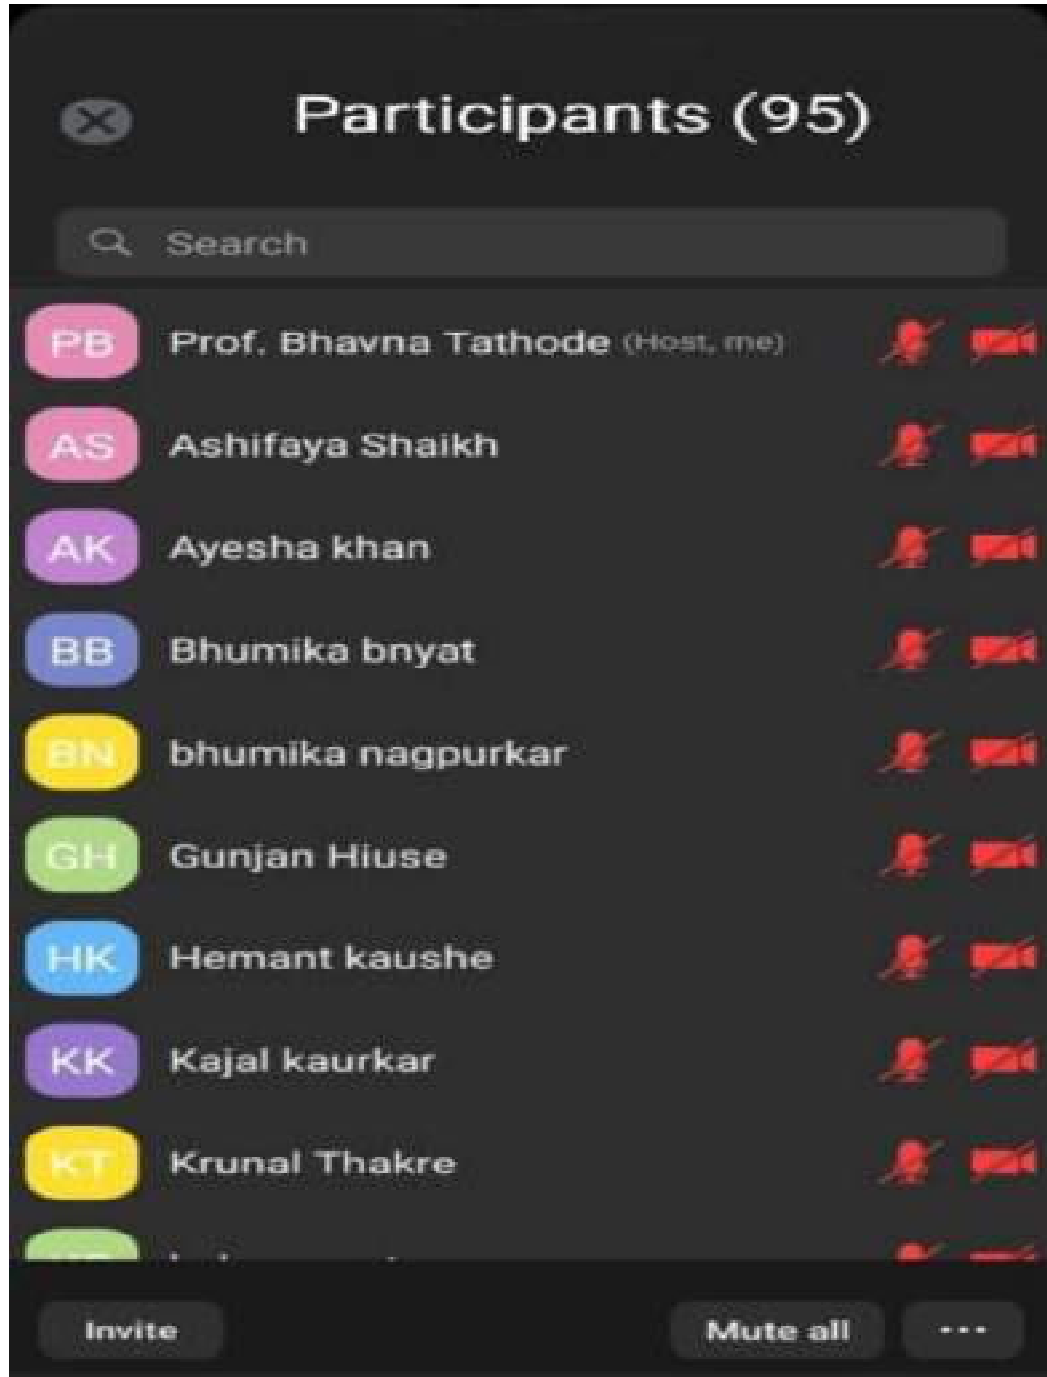 Participants (95)
Search
PB Prof. Bhavna Tathode (Host, me)
AS Ashifaya Shaikh
AK Ayesha khan
BB Bhumika bnyat
BN bhumika nagpurkar
GH Gunjan Hiuse
HK Hemant kaushe
KK Kajal kaurkar
KT Krunal Thakre
Invite Mute all ...